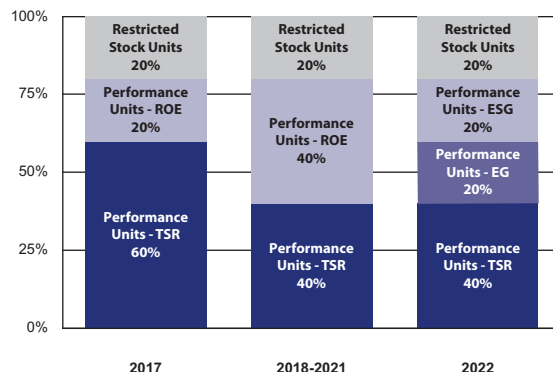 100%
75%
50%
25%
0%
Restricted
Stock Units
20%
Performance
Units - ROE
20%
Performance
Units - TSR
60%
Restricted
Stock Units
20%
Performance
Units - ROE
40%
Performance
Units - TSR
40%
Restricted
Stock Units
20%
Performance
Units - ESG
20%
Performance
Units - EG
20%
Performance
Units - TSR
40%
2017
2018-2021
2022